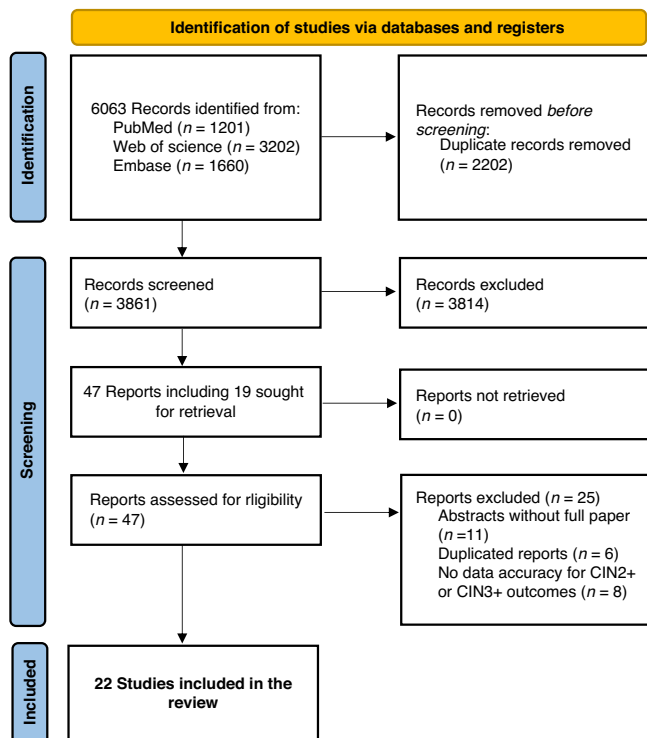 Identification of studies via databases and registers
Identification
6063 Records identified from:
PubMed (n = 1201)
Web of science (n = 3202)
Embase (n = 1660)
Records removed before
screening:
Duplicate records removed
(n = 2202)
Screening
Records screened
(n = 3861)
Records excluded
(n = 3814)
47 Reports including 19 sought
for retrieval
Reports not retrieved
(n = 0)
Reports assessed for rligibility
(n = 47)
Reports excluded (n = 25)
Abstracts without full paper
(n =11)
Duplicated reports (n = 6)
No data accuracy for CIN2+
or CIN3+ outcomes (n = 8)
Included
22 Studies included in the
review